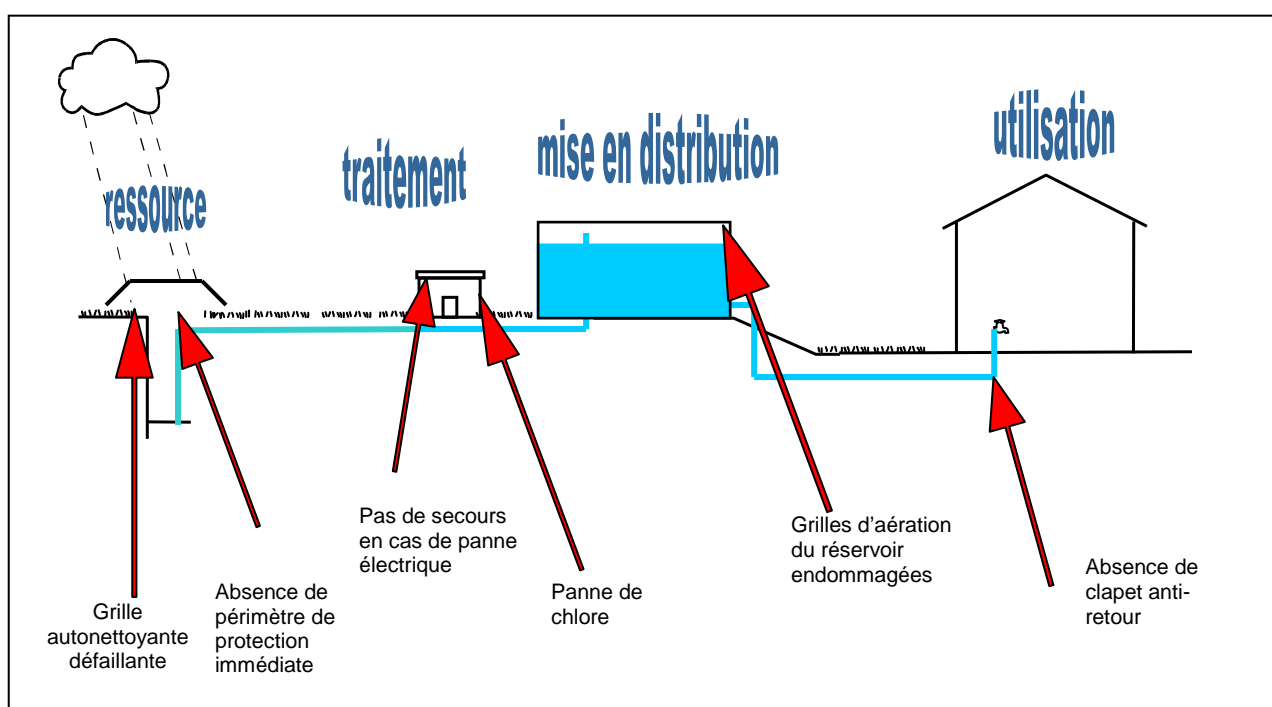 ressource
traitement
mise en distribution
utilisation
Grille
autonettoyante
défaillante
Absence de
périmètre de
protection
immédiate
Pas de secours
en cas de panne
électrique
Panne de
chlore
Grilles d’aération
du réservoir
endommagées
Absence de
clapet anti-
retour